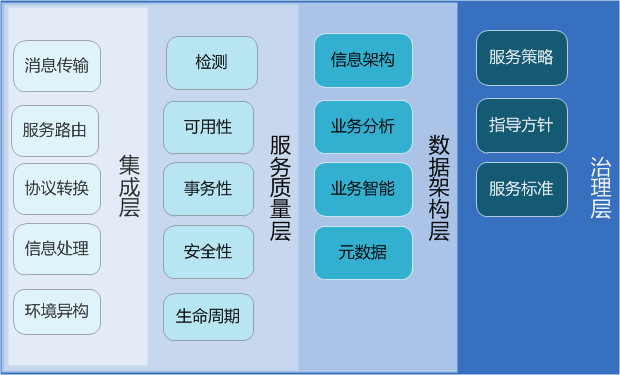 消息传输
服务路由
协议转换
信息处理
环境异构
集成层
检测
可用性
事务性
安全性
生命周期
服务质量层
信息架构
业务分析
业务智能
元数据
数据架构层
服务策略
指导方针
服务标准
治理层